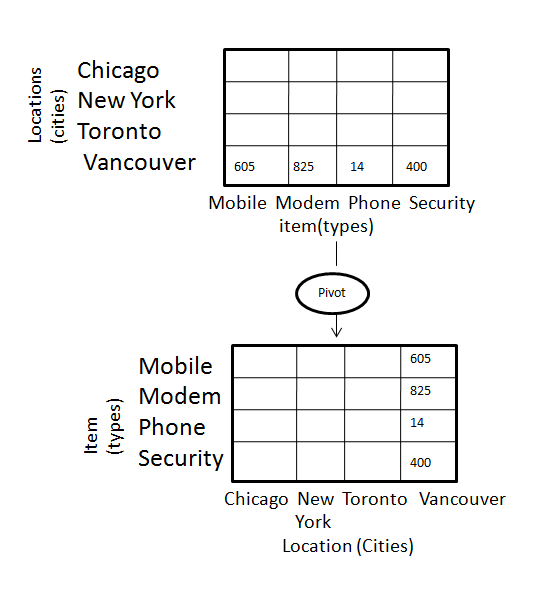 Locations
(cities)
Chicago
New York
Toronto
Vancouver
605 825 14 400
Mobile Modem Phone Security
item(types)
Pivot
Item
(types)
Mobile 605
Modem 825
Phone 14
Security 400
Chicago New Toronto Vancouver
York
Location (Cities)